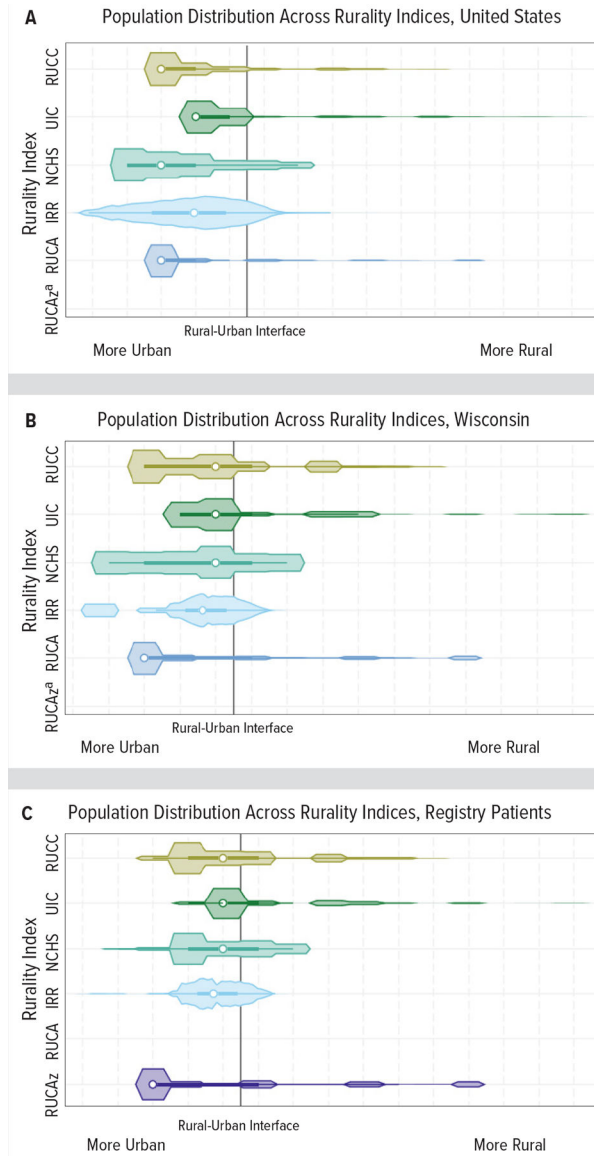 A
Population Distribution Across Rurality Indices, United States
Rurality Index
RUCC
UIC
NCHS
IRR
RUCA
RUCAzª
Rural-Urban Interface
More Urban
More Rural
B
Population Distribution Across Rurality Indices, Wisconsin
Rurality Index
RUCC
UIC
NCHS
IRR
RUCA
RUCAzª
Rural-Urban Interface
More Urban
More Rural
C
Population Distribution Across Rurality Indices, Registry Patients
Rurality Index
RUCC
UIC
NCHS
IRR
RUCA
RUCAz
Rural-Urban Interface
More Urban
More Rural